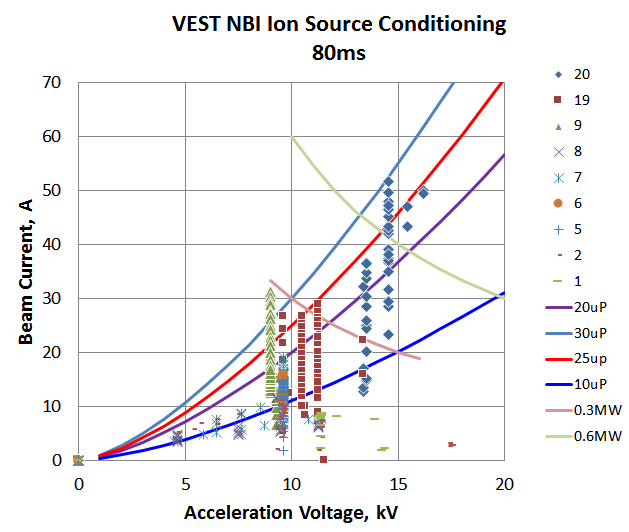 VEST NBI Ion Source Conditioning
80ms
70
60
50
40
30
20
10
0
0
5
10
15
20
Beam Current, A
Acceleration Voltage, kV
20
19
9
8
7
6
5
2
1
20uP
30uP
25up
10uP
0.3MW
0.6MW